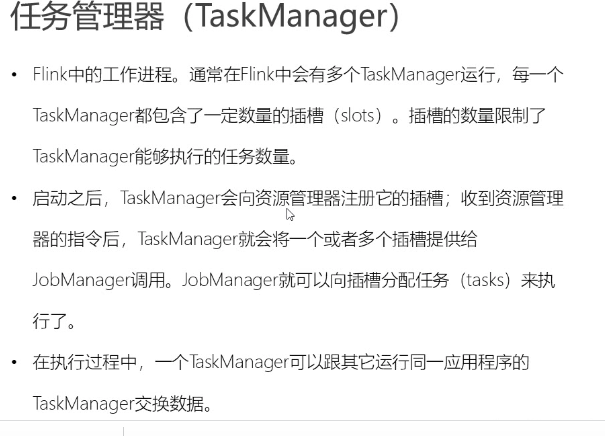 任务管理器（TaskManager）
• Flink中的工作进程。通常在Flink中会有多个TaskManager运行，每一个
TaskManager都包含了一定数量的插槽（slots）。插槽的数量限制了
TaskManager能够执行的任务数量。
• 启动之后，TaskManager会向资源管理器注册它的插槽；收到资源管理
器的指令后，TaskManager就会将一个或者多个插槽提供给
JobManager调用。JobManager就可以向插槽分配任务（tasks）来执
行了。
• 在执行过程中，一个TaskManager可以跟其它运行同一应用程序的
TaskManager交换数据。